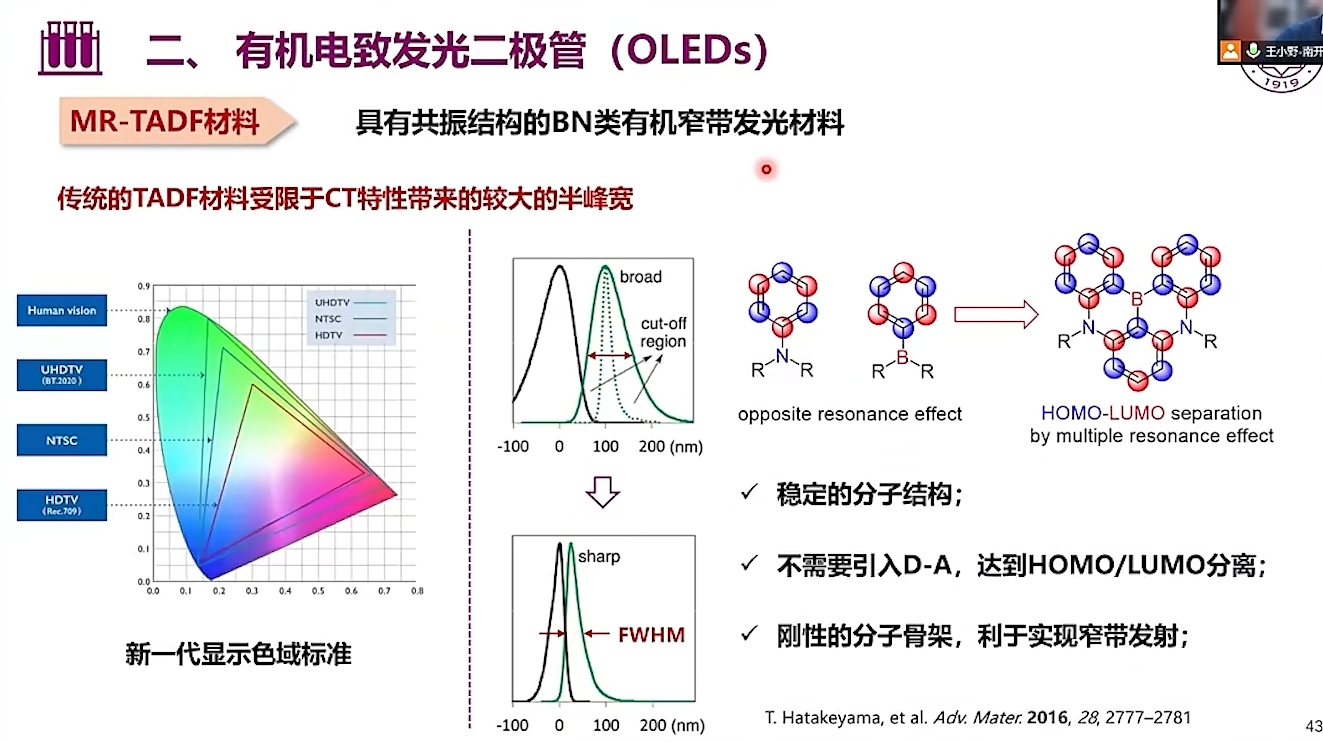 二、 有机电致发光二极管（OLEDs）
王小野-南开
1919
MR-TADF材料
具有共振结构的BN类有机窄带发光材料
传统的TADF材料受限于CT特性带来的较大的半峰宽
Human vision
UHDTV
(BT.2020 )
NTSC
HDTV
(Rec.709)
0.9
0.8
0.7
0.6
0.5
0.4
0.3
0.2
0.1
0.0
0.0 0.1 0.2 0.3 0.4 0.5 0.6 0.7 0.8
UHDTV
NTSC
HDTV
新一代显示色域标准
broad
cut-off
region
-100 0 100 200 (nm)
sharp
FWHM
-100 0 100 200 (nm)
N
R R
B
R R
opposite resonance effect
B
N N
R R
HOMO-LUMO separation
by multiple resonance effect
✓ 稳定的分子结构；
✓ 不需要引入D-A，达到HOMO/LUMO分离；
✓ 刚性的分子骨架，利于实现窄带发射；
T. Hatakeyama, et al. Adv. Mater. 2016, 28, 2777–2781
43